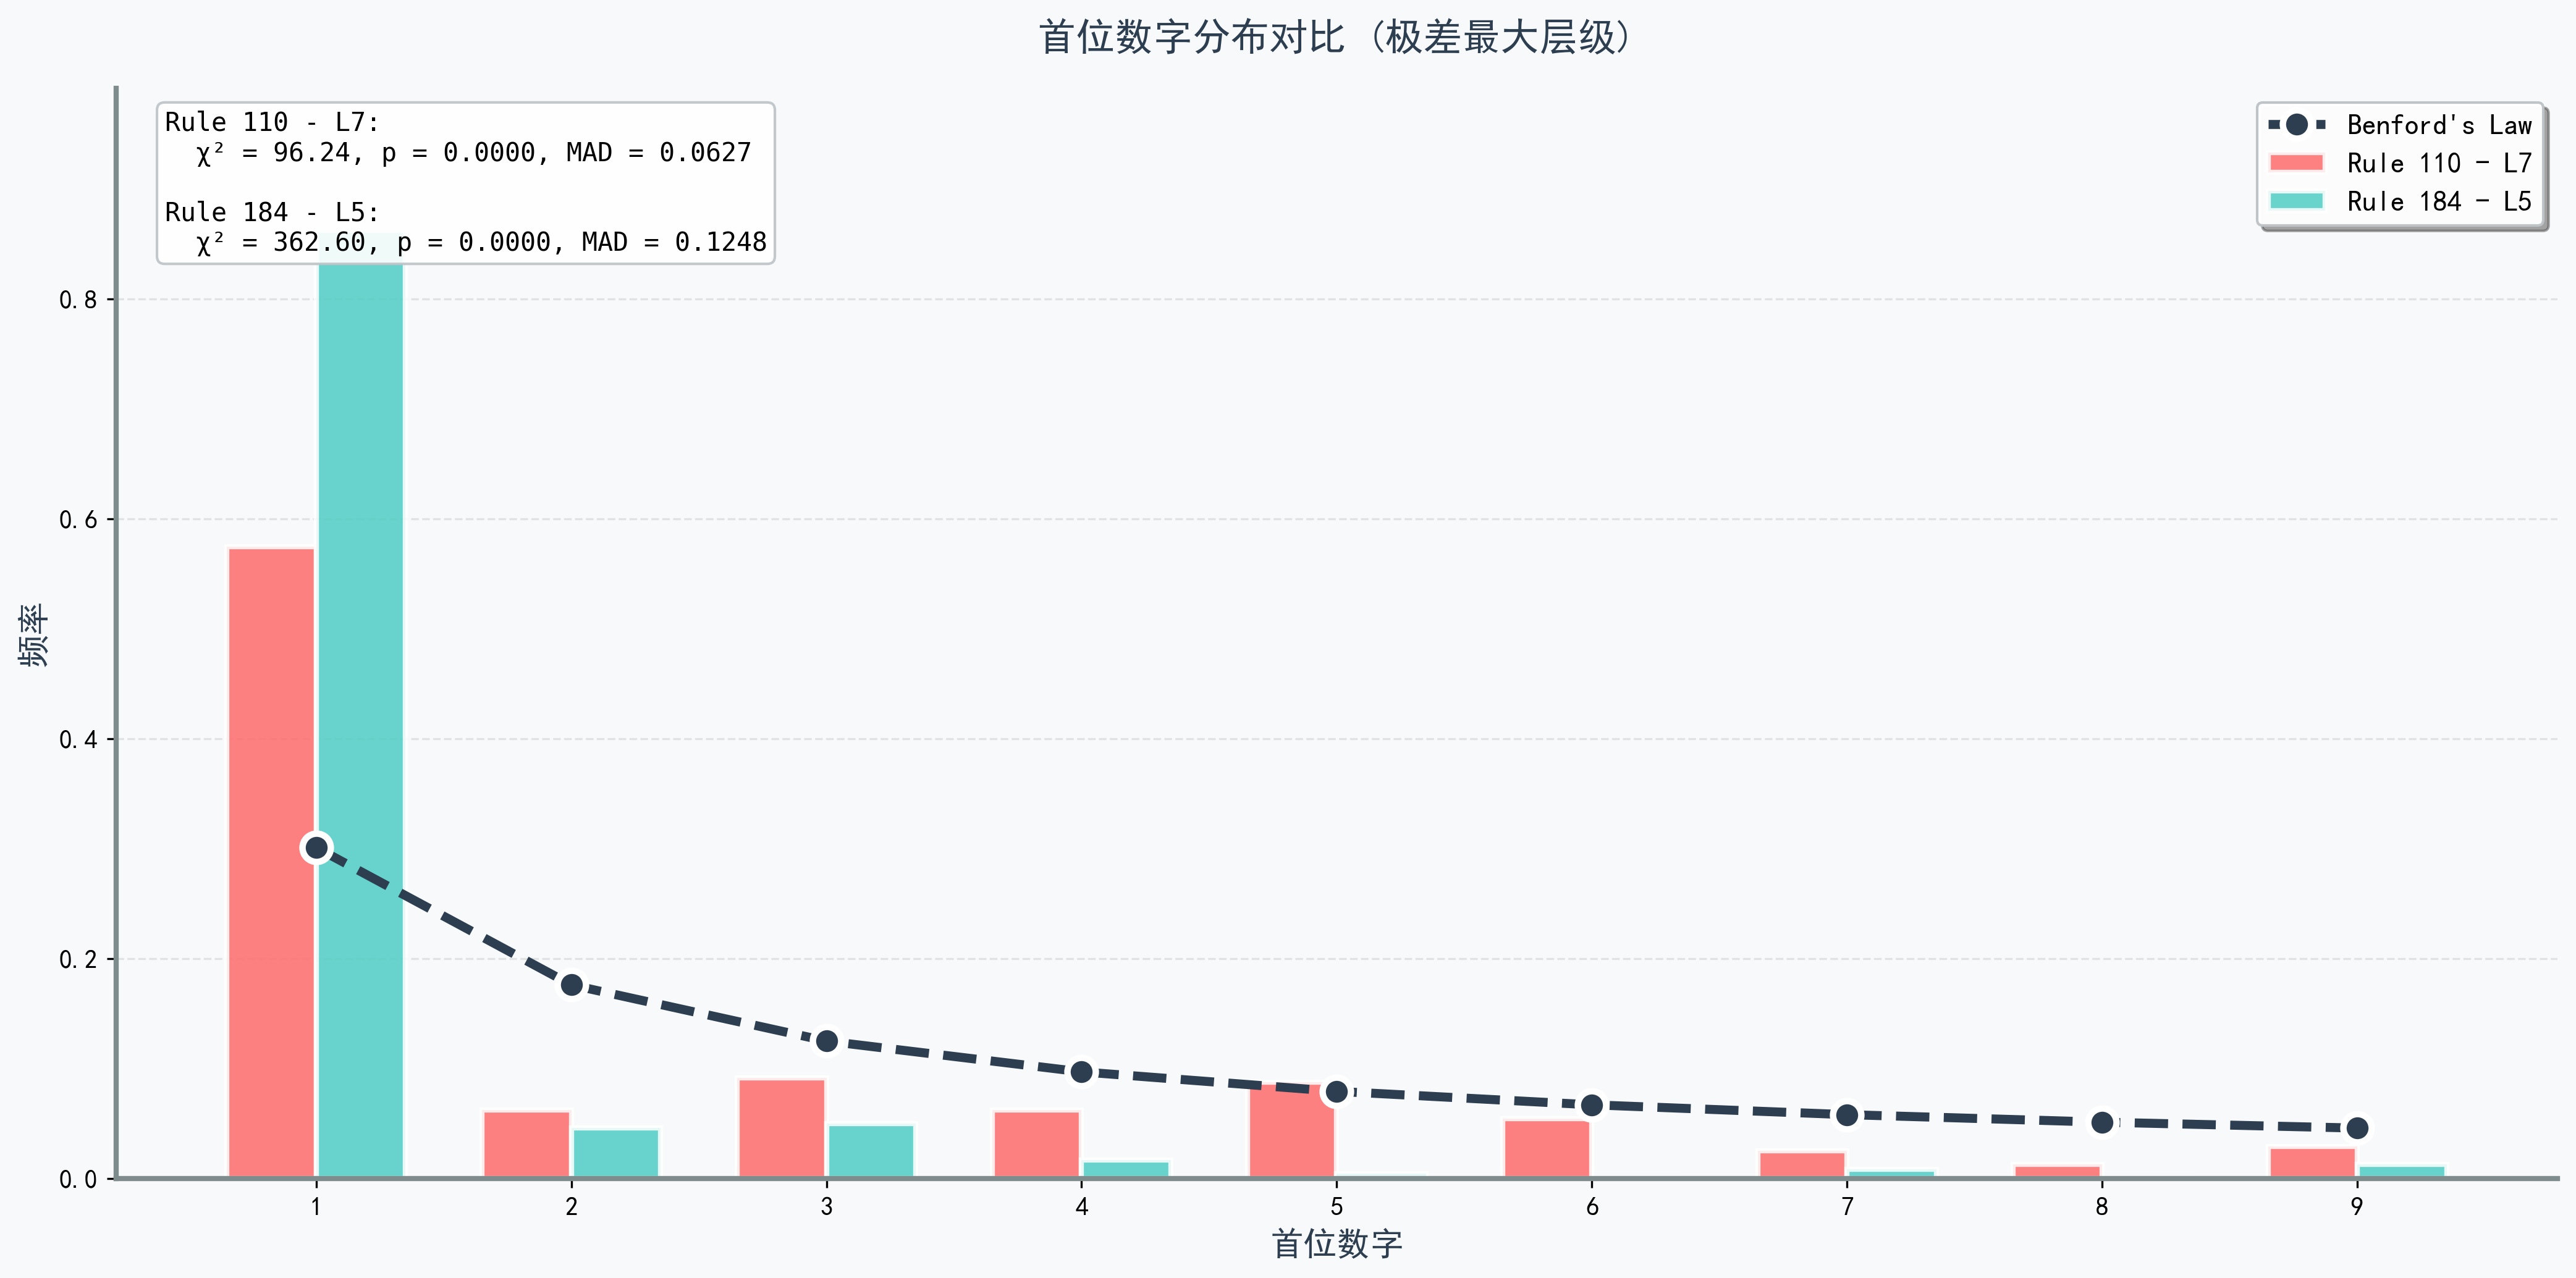 首位数字分布对比 (极差最大层级)
Rule 110 - L7:
χ² = 96.24, p = 0.0000, MAD = 0.0627
Rule 184 - L5:
χ² = 362.60, p = 0.0000, MAD = 0.1248
Benford's Law
Rule 110 - L7
Rule 184 - L5
频率
0.8
0.6
0.4
0.2
0.0
1 2 3 4 5 6 7 8 9
首位数字